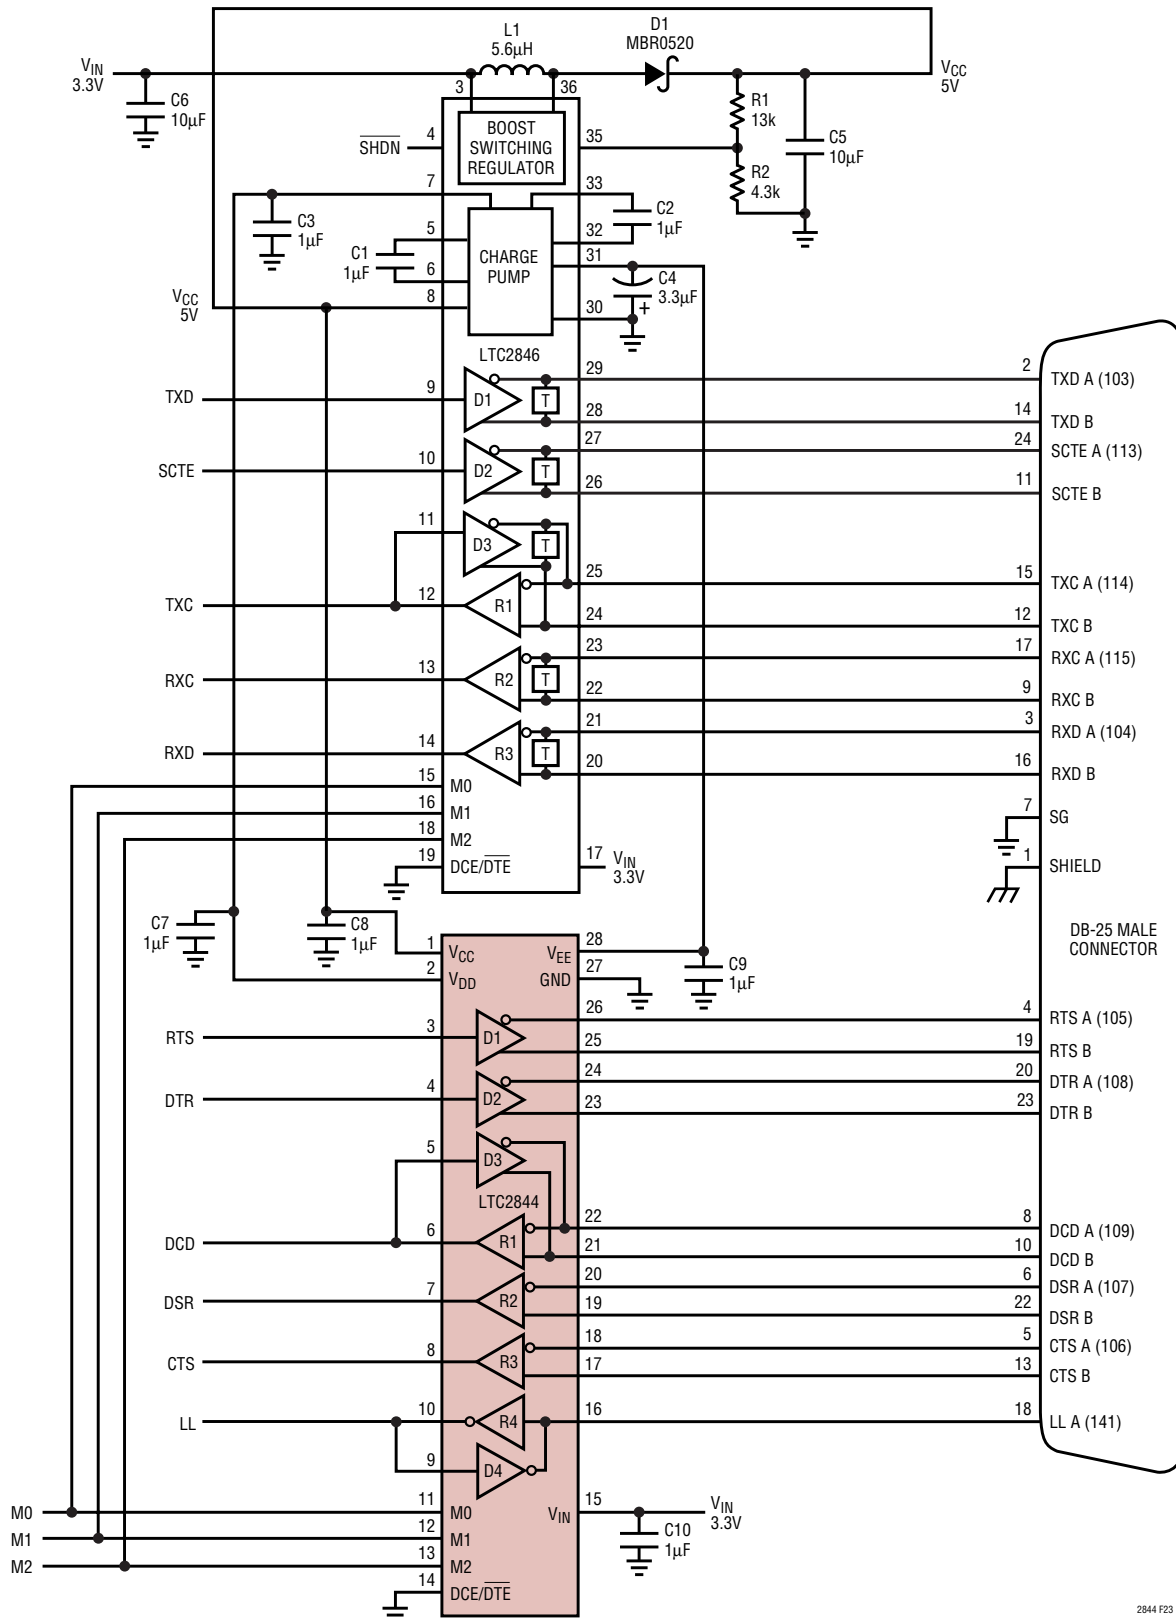 L1
5.6µH
D1
MBR0520
VIN
3.3V
VCC
5V
3
36
C6
10µF
R1
13k
4
SHDN
BOOST
SWITCHING
REGULATOR
35
C5
10µF
R2
4.3k
7
33
C3
1µF
C2
1µF
5
32
C1
1µF
CHARGE
PUMP
31
6
C4
3.3µF
+
VCC
5V
8
30
LTC2846
TXD
9
D1
T
29
2
TXD A (103)
28
14
TXD B
SCTE
10
D2
T
27
24
SCTE A (113)
26
11
SCTE B
11
D3
T
25
15
TXC A (114)
TXC
12
R1
24
12
TXC B
RXC
13
R2
T
23
17
RXC A (115)
22
9
RXC B
RXD
14
R3
T
21
3
RXD A (104)
20
16
RXD B
15
M0
16
M1
7
SG
18
M2
19
DCE/DTE
17
VIN
3.3V
1
SHIELD
C7
1µF
C8
1µF
DB-25 MALE
CONNECTOR
1
VCC
VEE
28
2
VDD
GND
27
C9
1µF
RTS
3
D1
26
4
RTS A (105)
25
19
RTS B
DTR
4
D2
24
20
DTR A (108)
23
23
DTR B
5
D3
LTC2844
DCD
6
R1
22
8
DCD A (109)
21
10
DCD B
DSR
7
R2
20
6
DSR A (107)
19
22
DSR B
CTS
8
R3
18
5
CTS A (106)
17
13
CTS B
LL
10
R4
16
18
LL A (141)
9
D4
M0
11
M0
VIN
15
VIN
3.3V
M1
12
M1
C10
1µF
M2
13
M2
14
DCE/DTE
2844 F23